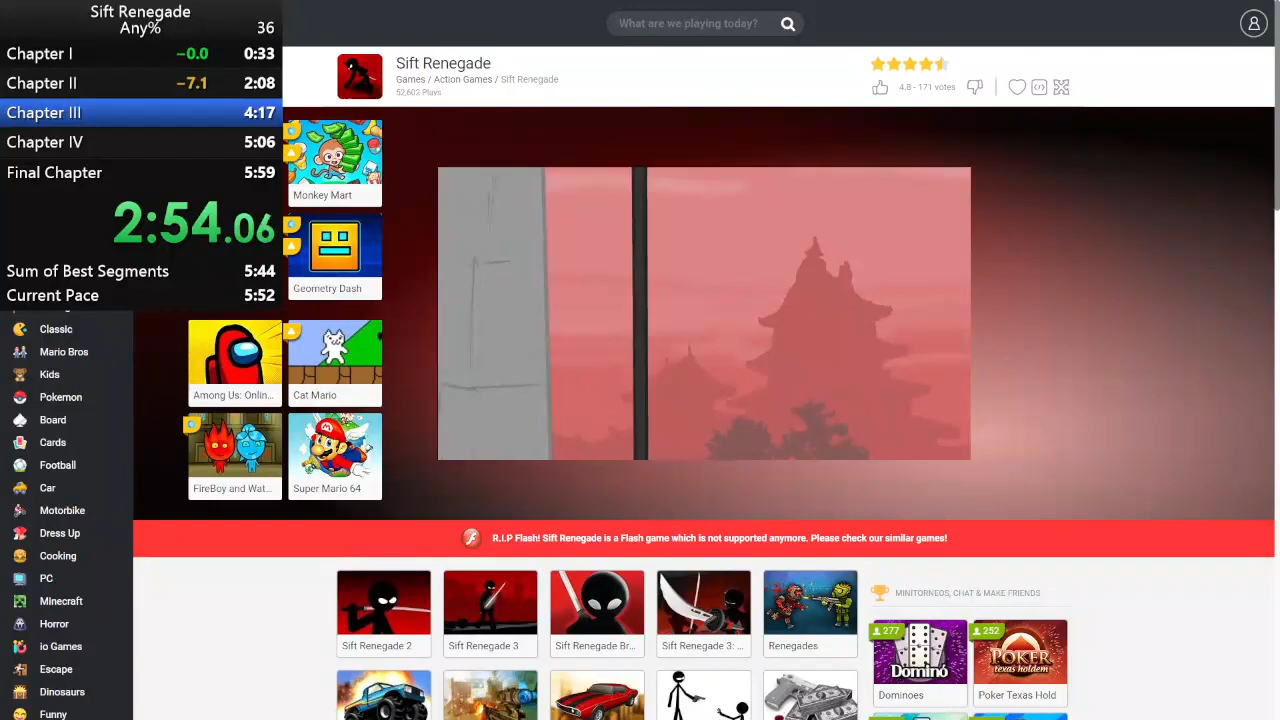 Sift Renegade
Any%
36
Chapter I −0.0 0:33
Chapter II −7.1 2:08
Chapter III 4:17
Chapter IV 5:06
Final Chapter 5:59
2:54.06
Sum of Best Segments 5:44
Current Pace 5:52
What are we playing today?
Sift Renegade
Games / Action Games / Sift Renegade
52,602 Plays
4.8 - 171 votes
Monkey Mart
Geometry Dash
Among Us: Onlin...
Cat Mario
FireBoy and Wat...
Super Mario 64
Classic
Mario Bros
Kids
Pokemon
Board
Cards
Football
Car
Motorbike
Dress Up
Cooking
PC
Minecraft
Horror
io Games
Escape
Dinosaurs
Funny
R.I.P Flash! Sift Renegade is a Flash game which is not supported anymore. Please check our similar games!
Sift Renegade 2
Sift Renegade 3
Sift Renegade Br...
Sift Renegade 3: ...
Renegades
MINITORNEOS, CHAT & MAKE FRIENDS
277
Domino
Dominoes
252
POKER
TEXAS HOLDEM
Poker Texas Hold